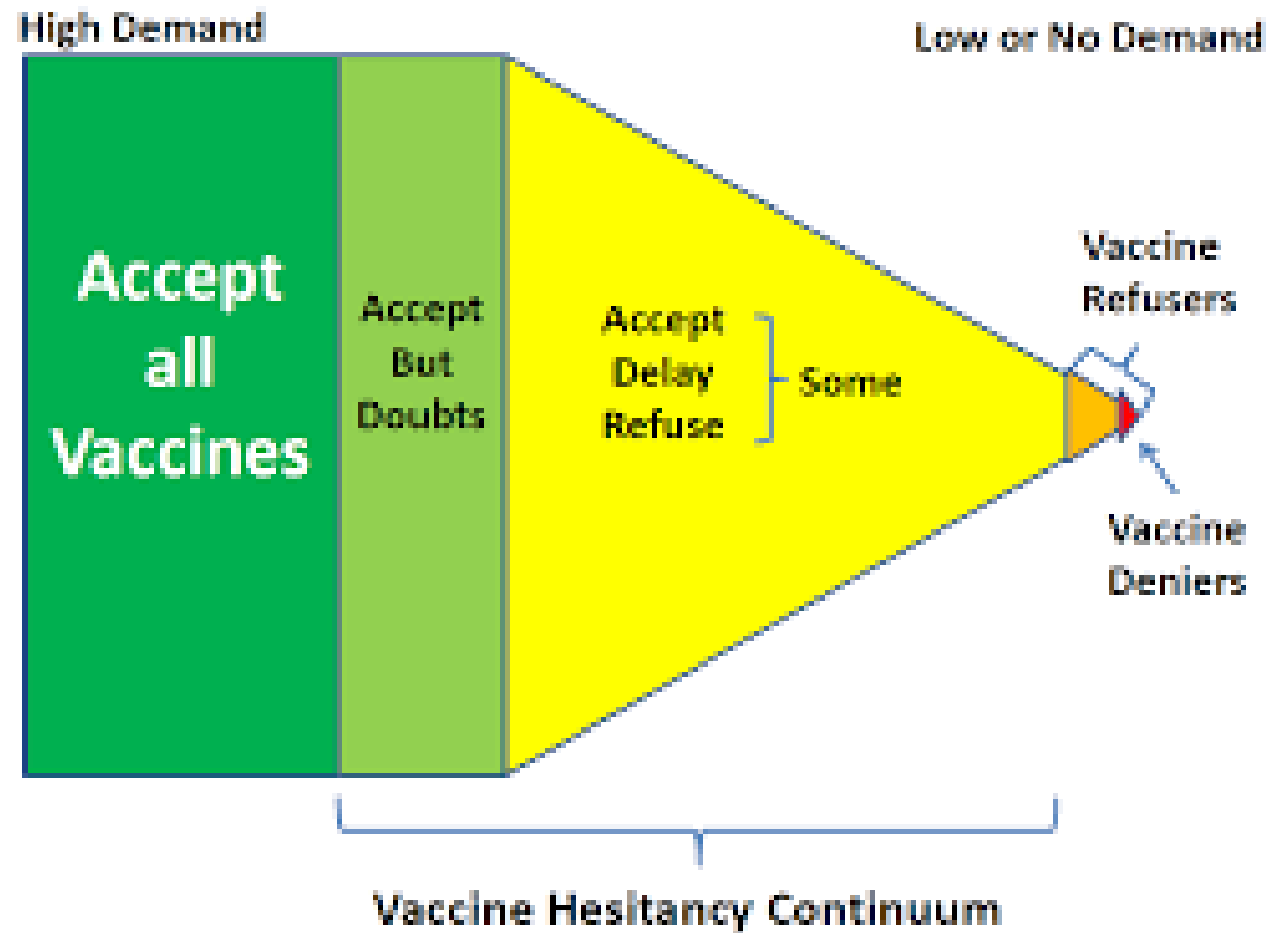 High Demand
Low or No Demand
Accept
all
Vaccines
Accept
But
Doubts
Accept
Delay
Refuse
Some
Vaccine
Refusers
Vaccine
Deniers
Vaccine Hesitancy Continuum